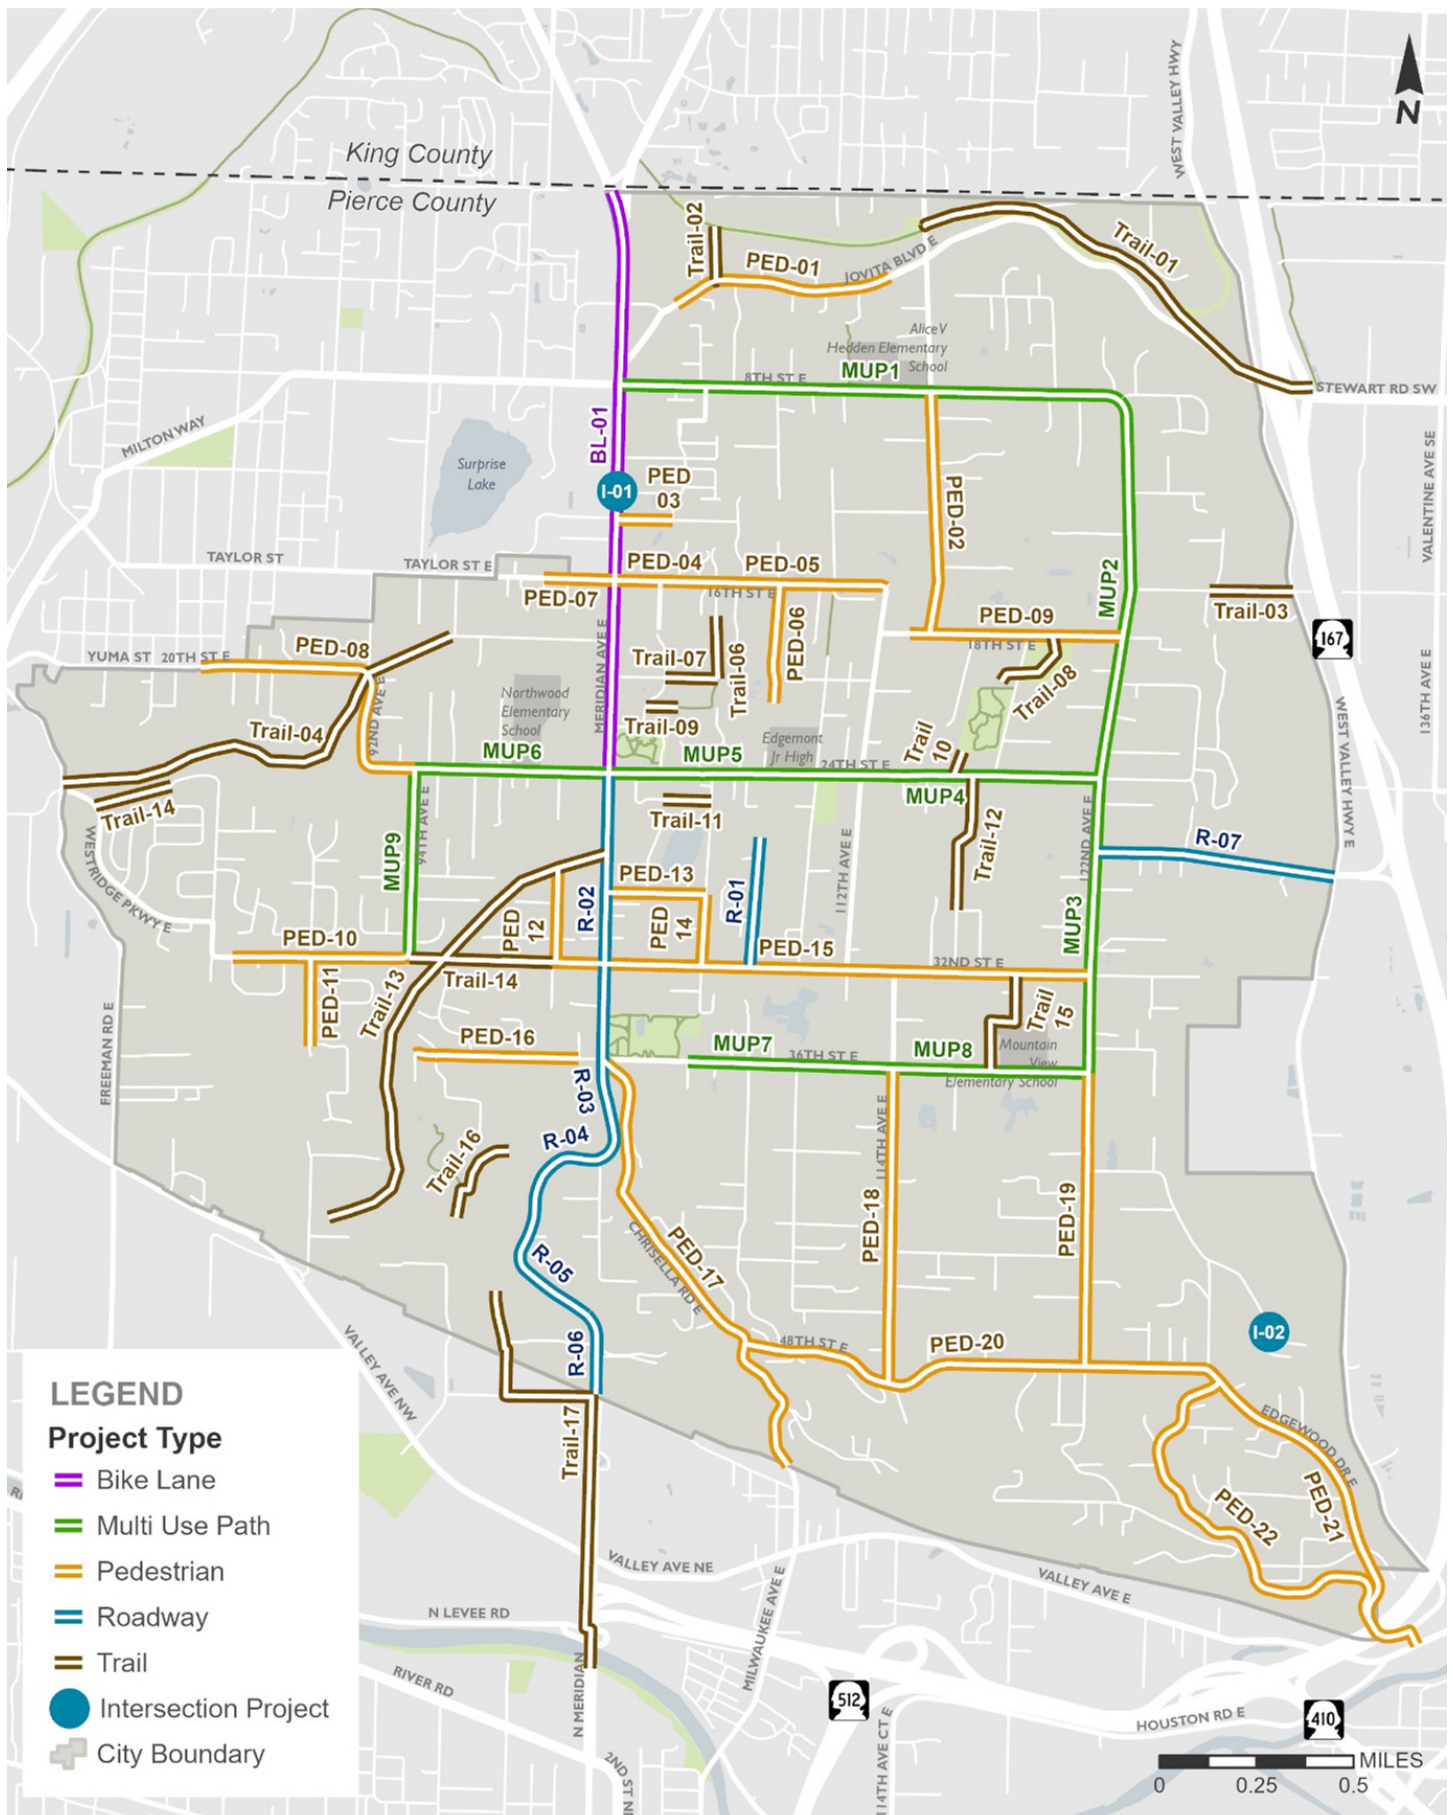 N
WEST VALLEY HWY
King County
Pierce County
Trail-02
PED-01
JOVITA BLVD E
Trail-01
Alice V
Hedden Elementary
School
8TH ST E
MUP1
STEWART RD SW
MILTON WAY
BL-01
Surprise
Lake
I-01
PED
03
PED-02
VALENTINE AVE SE
TAYLOR ST
TAYLOR ST E
PED-04
PED-05
16TH ST E
PED-07
MUP2
Trail-03
PED-09
18TH ST E
167
PED-06
MERIDIAN AVE E
YUMA ST
20TH ST E
PED-08
Trail-07
Trail-06
Trail-08
136TH AVE E
Northwood
Elementary
School
Trail-09
92ND AVE E
Trail-04
Edgemont
Jr High
Trail
10
MUP6
MUP5
24TH ST E
MUP4
WEST VALLEY HWY E
Trail-14
Trail-11
Trail-12
122ND AVE E
R-07
WESTRIDGE PKWY E
MUP9
94TH AVE E
112TH AVE E
PED-13
R-02
R-01
PED
12
PED
14
MUP3
PED-10
PED-15
32ND ST E
Trail-14
PED-11
Trail-13
Trail
15
FREEMAN RD E
PED-16
MUP7
36TH ST E
MUP8
Mountain
View
Elementary School
R-03
R-04
Trail-16
114TH AVE E
PED-18
PED-19
PED-17
CHRISELLA RD E
R-05
R-06
48TH ST E
PED-20
I-02
VALLEY AVE NW
EDGEWOOD DR E
PED-21
PED-22
Trail-17
LEGEND
Project Type
Bike Lane
Multi Use Path
Pedestrian
Roadway
Trail
Intersection Project
City Boundary
VALLEY AVE NE
VALLEY AVE E
N LEVEE RD
MILWAUKEE AVE E
RIVER RD
N MERIDIAN
512
HOUSTON RD E
410
114TH AVE CT E
2ND ST N
MILES
0
0.25
0.5